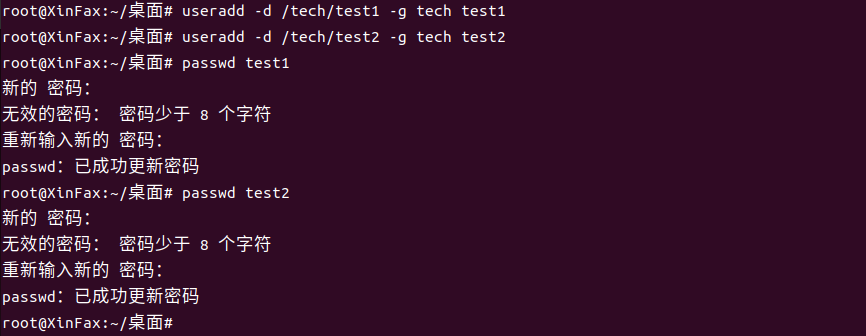 root@XinFax:~/桌面# useradd -d /tech/test1 -g tech test1
root@XinFax:~/桌面# useradd -d /tech/test2 -g tech test2
root@XinFax:~/桌面# passwd test1
新的 密码：
无效的密码： 密码少于 8 个字符
重新输入新的 密码：
passwd：已成功更新密码
root@XinFax:~/桌面# passwd test2
新的 密码：
无效的密码： 密码少于 8 个字符
重新输入新的 密码：
passwd：已成功更新密码
root@XinFax:~/桌面#